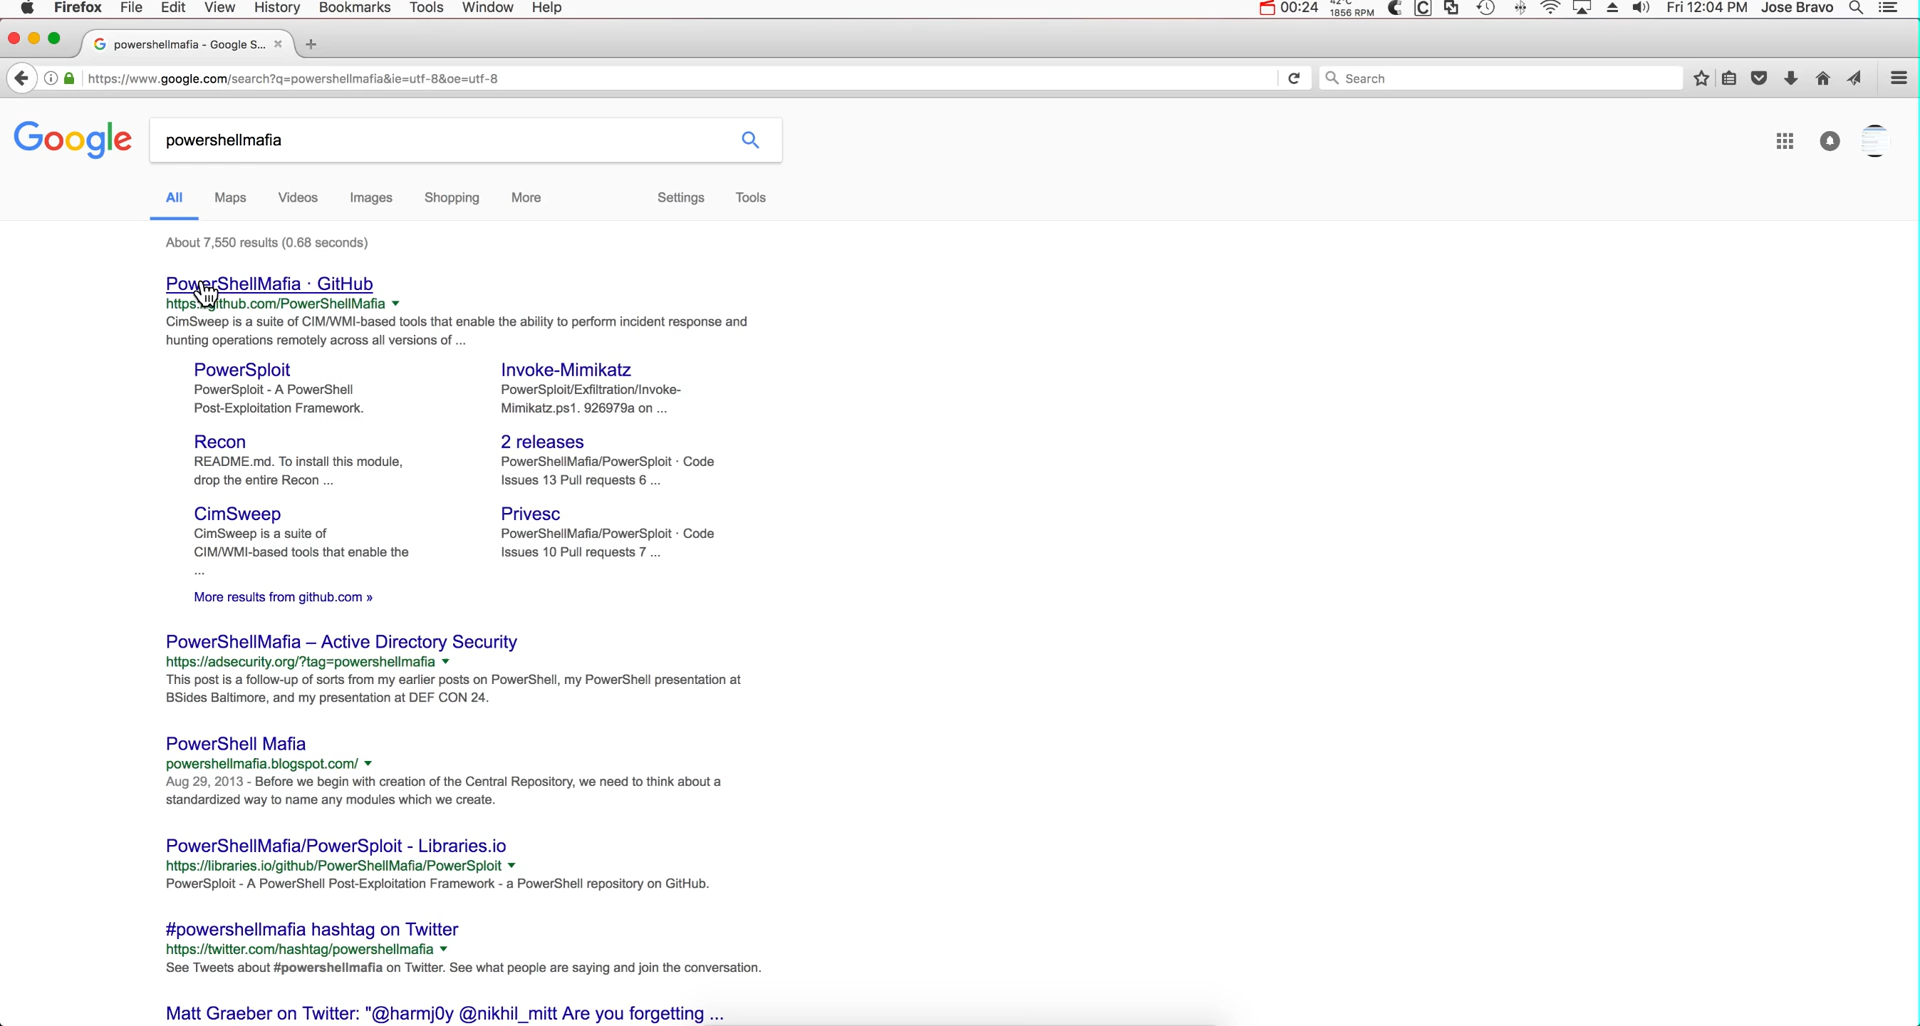 Firefox File Edit View History Bookmarks Tools Window Help 00:24 42°C 1856 RPM Fri 12:04 PM Jose Bravo
powershellmafia - Google S...
https://www.google.com/search?q=powershellmafia&ie=utf-8&oe=utf-8 Search
Google powershellmafia
All Maps Videos Images Shopping More Settings Tools
About 7,550 results (0.68 seconds)
PowerShellMafia · GitHub
https://github.com/PowerShellMafia
CimSweep is a suite of CIM/WMI-based tools that enable the ability to perform incident response and
hunting operations remotely across all versions of ...
PowerSploit
PowerSploit - A PowerShell
Post-Exploitation Framework.
Invoke-Mimikatz
PowerSploit/Exfiltration/Invoke-
Mimikatz.ps1. 926979a on ...
Recon
README.md. To install this module,
drop the entire Recon ...
2 releases
PowerShellMafia/PowerSploit · Code
Issues 13 Pull requests 6 ...
CimSweep
CimSweep is a suite of
CIM/WMI-based tools that enable the
...
Privesc
PowerShellMafia/PowerSploit · Code
Issues 10 Pull requests 7 ...
More results from github.com »
PowerShellMafia – Active Directory Security
https://adsecurity.org/?tag=powershellmafia
This post is a follow-up of sorts from my earlier posts on PowerShell, my PowerShell presentation at
BSides Baltimore, and my presentation at DEF CON 24.
PowerShell Mafia
powershellmafia.blogspot.com/
Aug 29, 2013 - Before we begin with creation of the Central Repository, we need to think about a
standardized way to name any modules which we create.
PowerShellMafia/PowerSploit - Libraries.io
https://libraries.io/github/PowerShellMafia/PowerSploit
PowerSploit - A PowerShell Post-Exploitation Framework - a PowerShell repository on GitHub.
#powershellmafia hashtag on Twitter
https://twitter.com/hashtag/powershellmafia
See Tweets about #powershellmafia on Twitter. See what people are saying and join the conversation.
Matt Graeber on Twitter: "@harmj0y @nikhil_mitt Are you forgetting ...